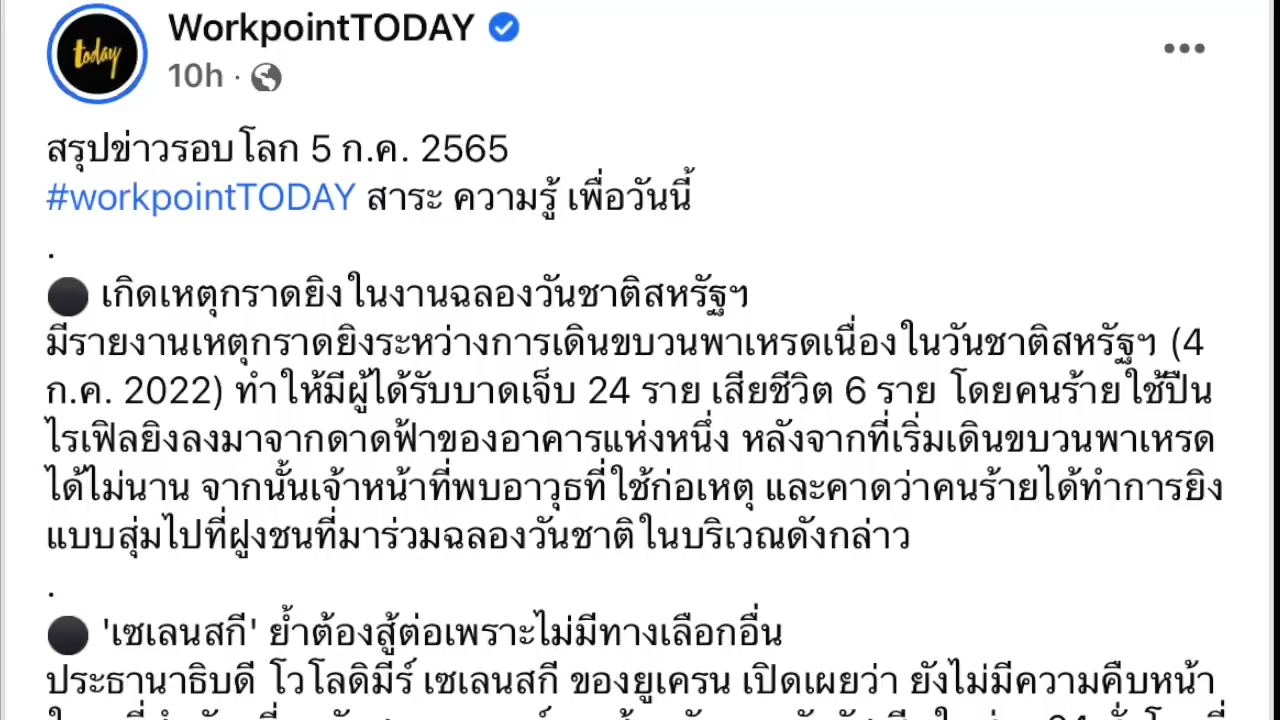 today
WorkpointTODAY
10h ·
สรุปข่าวรอบโลก 5 ก.ค. 2565
#workpointTODAY สาระ ความรู้ เพื่อวันนี้
.
เกิดเหตุกราดยิงในงานฉลองวันชาติสหรัฐฯ
มีรายงานเหตุกราดยิงระหว่างการเดินขบวนพาเหรดเนื่องในวันชาติสหรัฐฯ (4
ก.ค. 2022) ทำให้มีผู้ได้รับบาดเจ็บ 24 ราย เสียชีวิต 6 ราย โดยคนร้ายใช้ปืน
ไรเฟิลยิงลงมาจากดาดฟ้าของอาคารแห่งหนึ่ง หลังจากที่เริ่มเดินขบวนพาเหรด
ได้ไม่นาน จากนั้นเจ้าหน้าที่พบอาวุธที่ใช้ก่อเหตุ และคาดว่าคนร้ายได้ทำการยิง
แบบสุ่มไปที่ฝูงชนที่มาร่วมฉลองวันชาติในบริเวณดังกล่าว
.
'เซเลนสกี' ย้ำต้องสู้ต่อเพราะไม่มีทางเลือกอื่น
ประธานาธิบดี โวโลดิมีร์ เซเลนสกี ของยูเครน เปิดเผยว่า ยังไม่มีความคืบหน้า